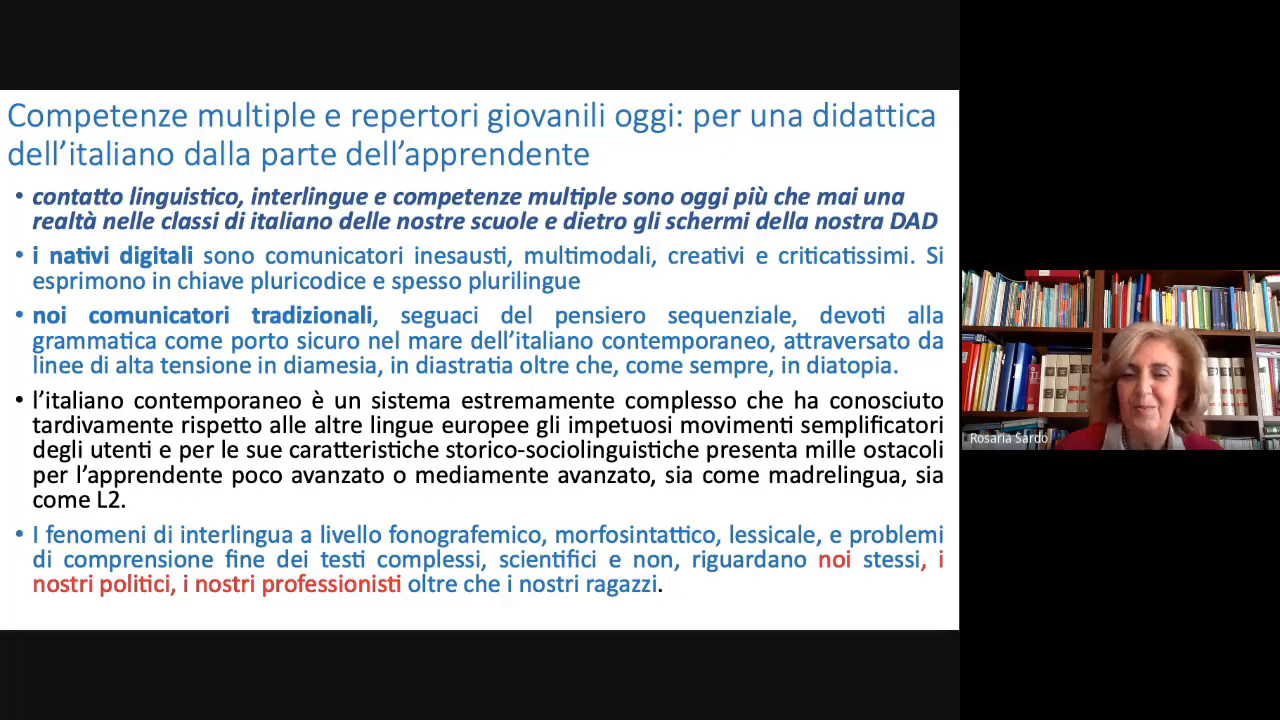 Competenze multiple e repertori giovanili oggi: per una didattica
dell'italiano dalla parte dell'apprendente
• contatto linguistico, interlingue e competenze multiple sono oggi più che mai una
realtà nelle classi di italiano delle nostre scuole e dietro gli schermi della nostra DAD
• i nativi digitali sono comunicatori inesausti, multimodali, creativi e criticatissimi. Si
esprimono in chiave pluricodice e spesso plurilingue
• noi comunicatori tradizionali, seguaci del pensiero sequenziale, devoti alla
grammatica come porto sicuro nel mare dell'italiano contemporaneo, attraversato da
linee di alta tensione in diamesia, in diastratia oltre che, come sempre, in diatopia.
• l'italiano contemporaneo è un sistema estremamente complesso che ha conosciuto
tardivamente rispetto alle altre lingue europee gli impetuosi movimenti semplificatori
degli utenti e per le sue caratteristiche storico-sociolinguistiche presenta mille ostacoli
per l'apprendente poco avanzato o mediamente avanzato, sia come madrelingua, sia
come L2.
• I fenomeni di interlingua a livello fonografemico, morfosintattico, lessicale, e problemi
di comprensione fine dei testi complessi, scientifici e non, riguardano noi stessi, i
nostri politici, i nostri professionisti oltre che i nostri ragazzi.
Rosaria Sardo